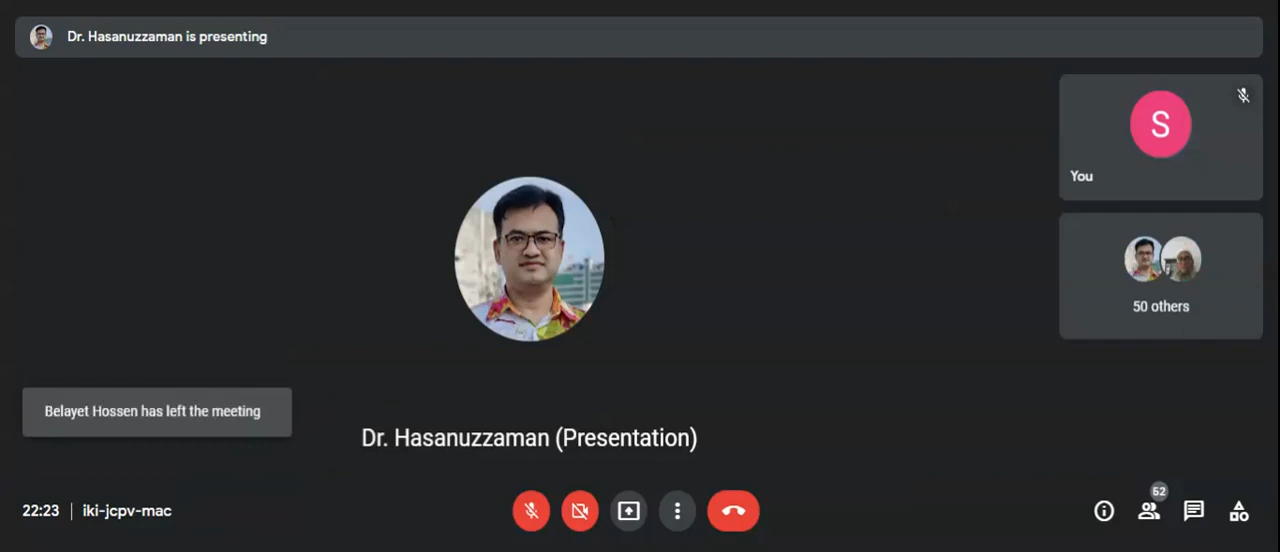 Dr. Hasanuzzaman is presenting
S
You
50 others
Belayet Hossen has left the meeting
Dr. Hasanuzzaman (Presentation)
22:23 | iki-jcpv-mac
52